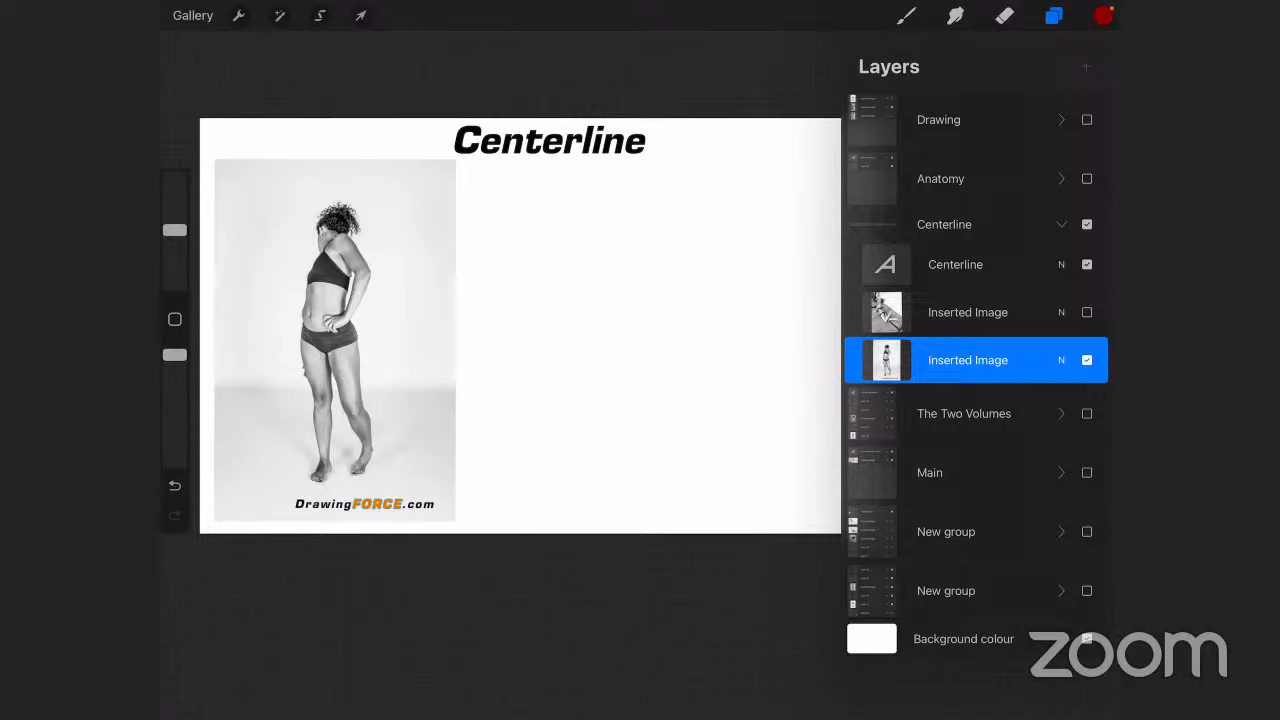 Gallery
Layers
Centerline
Drawing
Anatomy
Centerline
Centerline N
Inserted Image N
Inserted Image N
The Two Volumes
Main
New group
New group
Background colour
DrawingFORCE.com
zoom